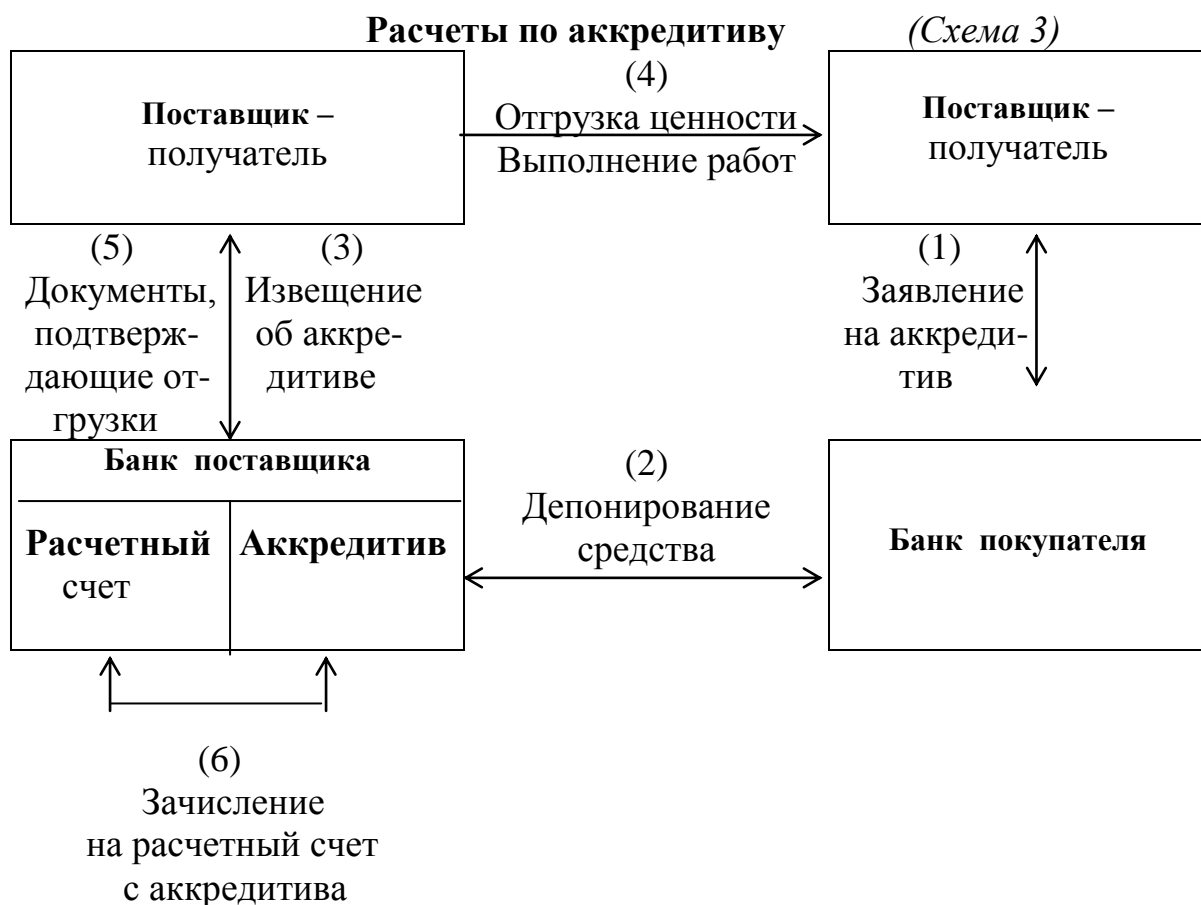 Расчеты по аккредитиву (Схема 3)
Поставщик –
получатель
(4)
Отгрузка ценности
Выполнение работ
Поставщик –
получатель
(5)
Документы,
подтверж-
дающие от-
грузки
(3)
Извещение
об аккре-
дитиве
(1)
Заявление
на аккреди-
тив
Банк поставщика
Расчетный
счет
Аккредитив
(2)
Депонирование
средства
Банк покупателя
(6)
Зачисление
на расчетный счет
с аккредитива